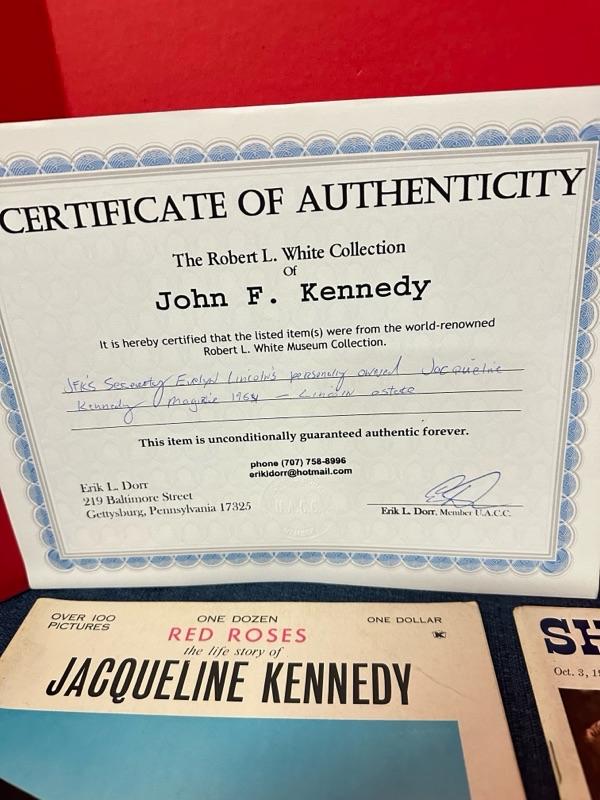 CERTIFICATE OF AUTHENTICITY
The Robert L. White Collection
Of
John F. Kennedy
It is hereby certified that the listed item(s) were from the world-renowned
Robert L. White Museum Collection.
JFK'S Secretary Evelyn Lincoln's personally owned Jacqueline
Kennedy Magizie 1964 - Lincoln estate
This item is unconditionally guaranteed authentic forever.
phone (707) 758-8996
erikldorr@hotmail.com
Erik L. Dorr
219 Baltimore Street
Gettysburg, Pennsylvania 17325
U.A.C.C.
Erik L. Dorr, Member U.A.C.C.
OVER 100
PICTURES
ONE DOZEN
RED ROSES
the life story of
JACQUELINE KENNEDY
ONE DOLLAR
SH
Oct. 3, 19